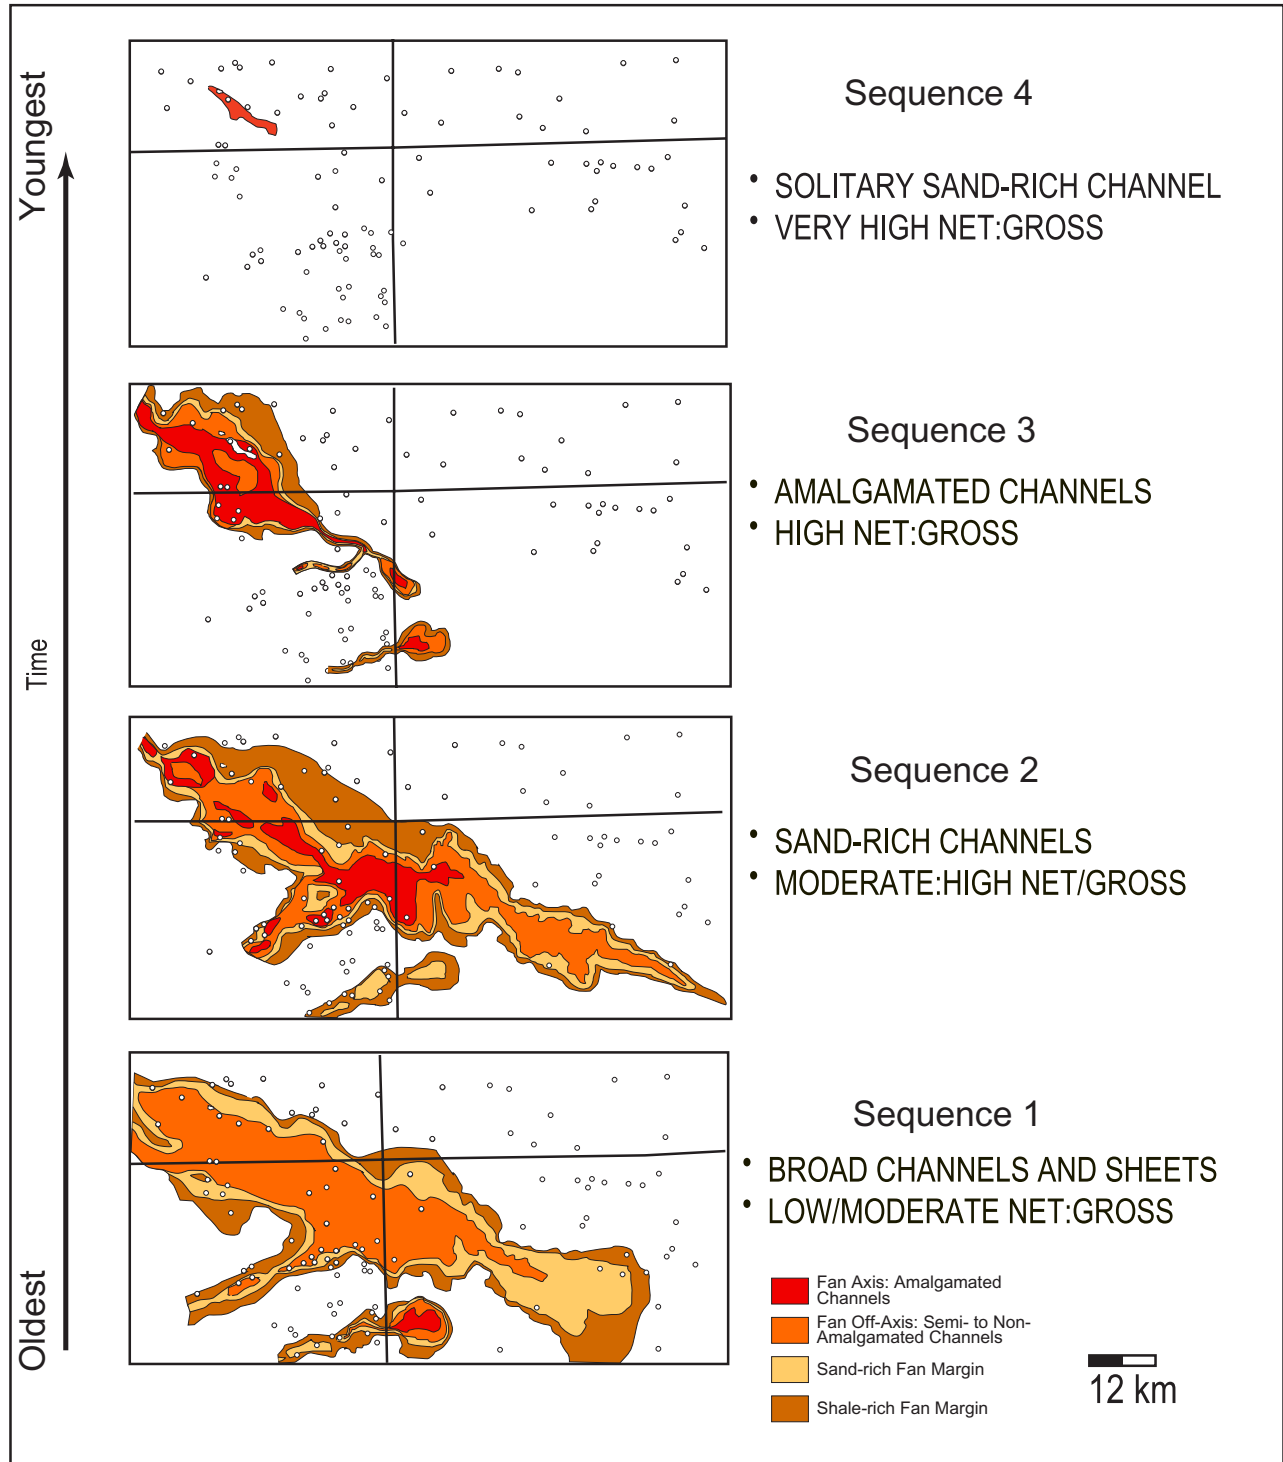 Youngest
Time
Oldest
Sequence 4
• SOLITARY SAND-RICH CHANNEL
• VERY HIGH NET:GROSS
Sequence 3
• AMALGAMATED CHANNELS
• HIGH NET:GROSS
Sequence 2
• SAND-RICH CHANNELS
• MODERATE:HIGH NET/GROSS
Sequence 1
• BROAD CHANNELS AND SHEETS
• LOW/MODERATE NET:GROSS
Fan Axis: Amalgamated
Channels
Fan Off-Axis: Semi- to Non-
Amalgamated Channels
Sand-rich Fan Margin
Shale-rich Fan Margin
12 km